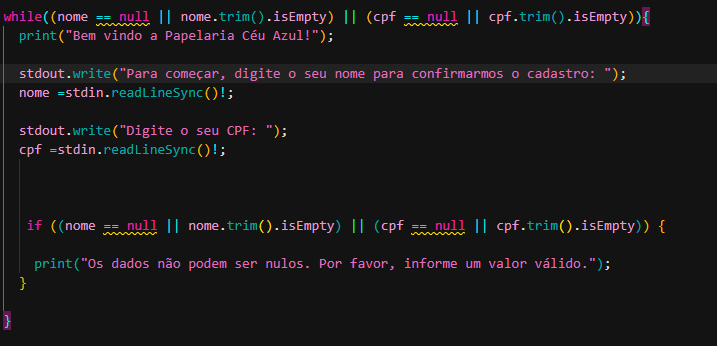 while((nome == null || nome.trim().isEmpty) || (cpf == null || cpf.trim().isEmpty)){
print("Bem vindo a Papelaria Céu Azul!");
stdout.write("Para começar, digite o seu nome para confirmarmos o cadastro: ");
nome =stdin.readLineSync()!;
stdout.write("Digite o seu CPF: ");
cpf =stdin.readLineSync()!;
if ((nome == null || nome.trim().isEmpty) || (cpf == null || cpf.trim().isEmpty)) {
print("Os dados não podem ser nulos. Por favor, informe um valor válido.");
}
}